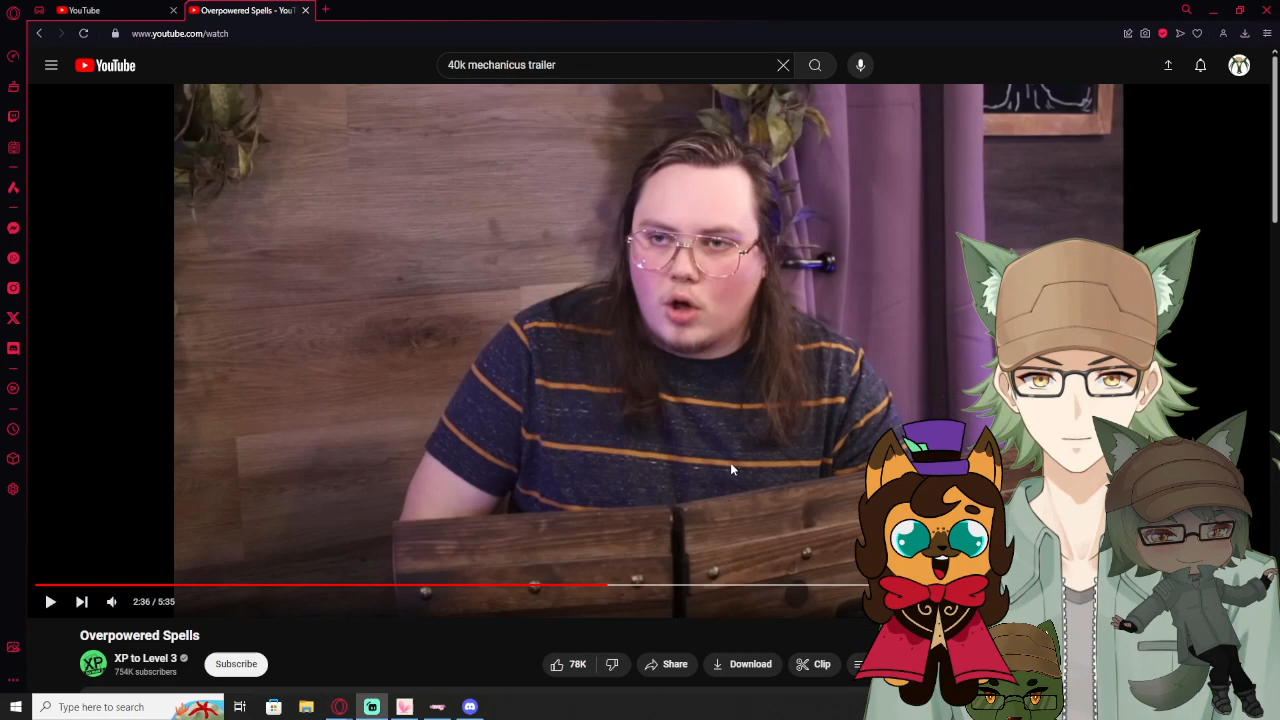 YouTube
Overpowered Spells - YouT
www.youtube.com/watch
YouTube
40k mechanicus trailer
2:36 / 5:35
Overpowered Spells
XP
XP to Level 3
754K subscribers
Subscribe
78K
Share
Download
Clip
Type here to search